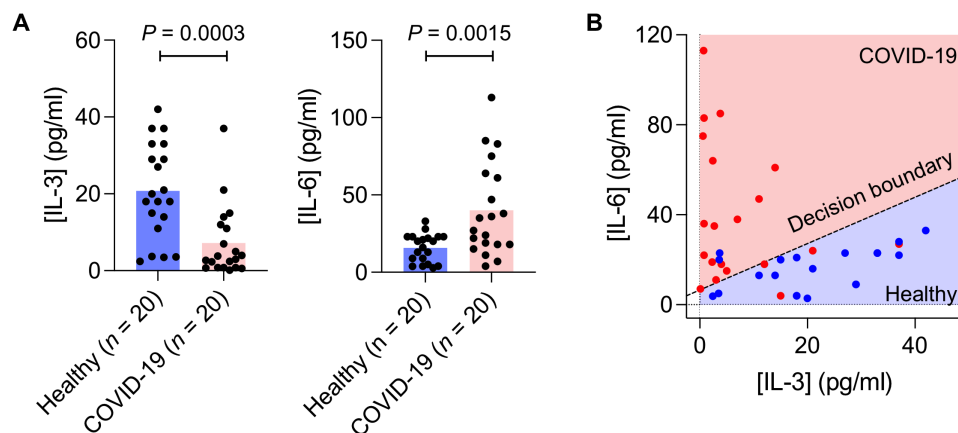 A
P = 0.0003
[IL-3] (pg/ml)
60
40
20
0
Healthy (n = 20)
COVID-19 (n = 20)
P = 0.0015
[IL-6] (pg/ml)
150
100
50
0
Healthy (n = 20)
COVID-19 (n = 20)
B
COVID-19
Decision boundary
Healthy
[IL-6] (pg/ml)
120
80
40
0
0
20
40
[IL-3] (pg/ml)